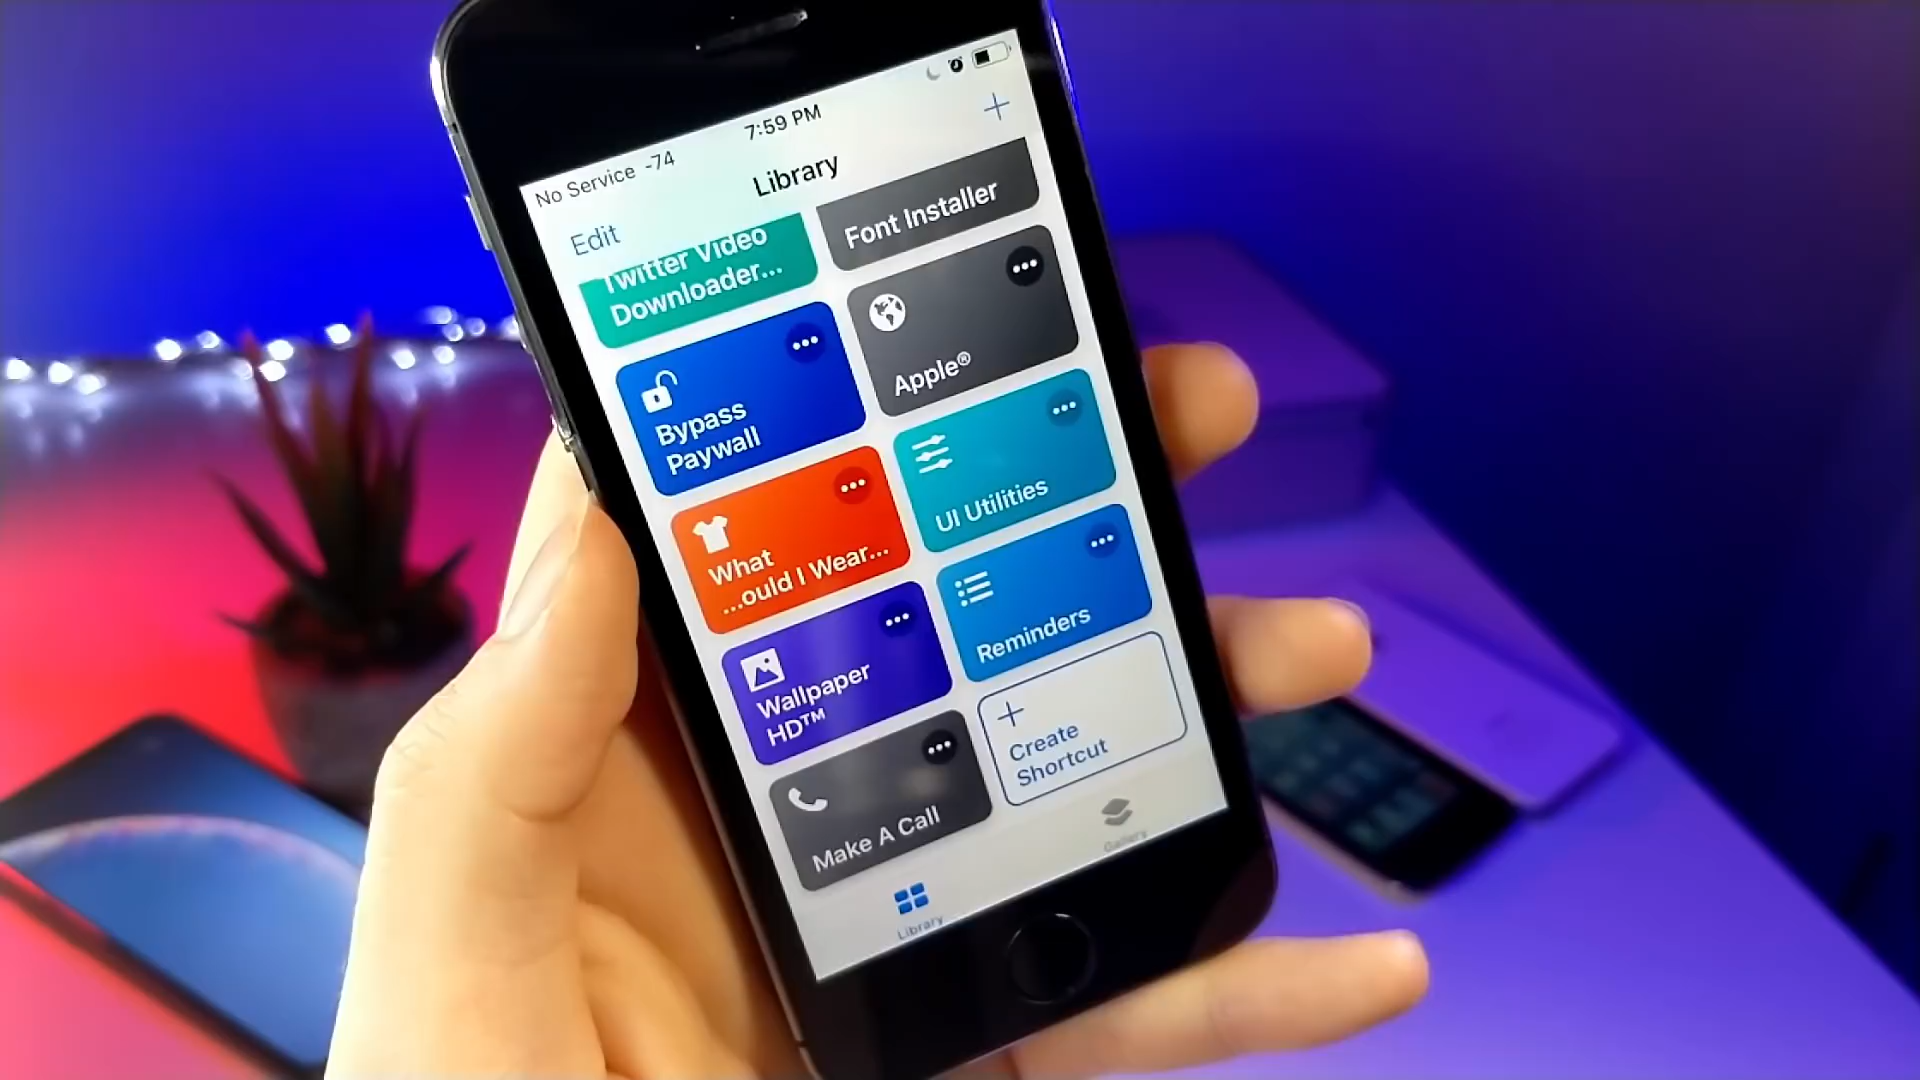 No Service -74
7:59 PM
Library
Edit
Twitter Video
Downloader...
Font Installer
Bypass
Paywall
Apple®
What
...ould I Wear...
UI Utilities
Wallpaper
HD™
Reminders
Make A Call
Create
Shortcut
Library
Gallery